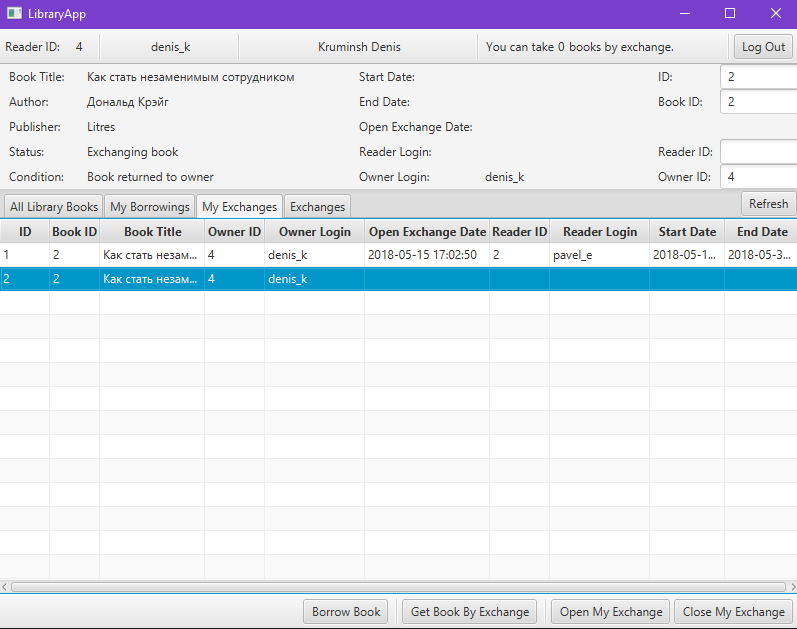 LibraryApp
Reader ID: 4 denis_k Kruminsh Denis You can take 0 books by exchange. Log Out
Book Title: Как стать незаменимым сотрудником Start Date: ID: 2
Author: Дональд Крэйг End Date: Book ID: 2
Publisher: Litres Open Exchange Date:
Status: Exchanging book Reader Login: Reader ID:
Condition: Book returned to owner Owner Login: denis_k Owner ID: 4
All Library Books My Borrowings My Exchanges Exchanges Refresh
ID Book ID Book Title Owner ID Owner Login Open Exchange Date Reader ID Reader Login Start Date End Date
1 2 Как стать незам... 4 denis_k 2018-05-15 17:02:50 2 pavel_e 2018-05-1... 2018-05-3...
2 2 Как стать незам... 4 denis_k
Borrow Book Get Book By Exchange Open My Exchange Close My Exchange